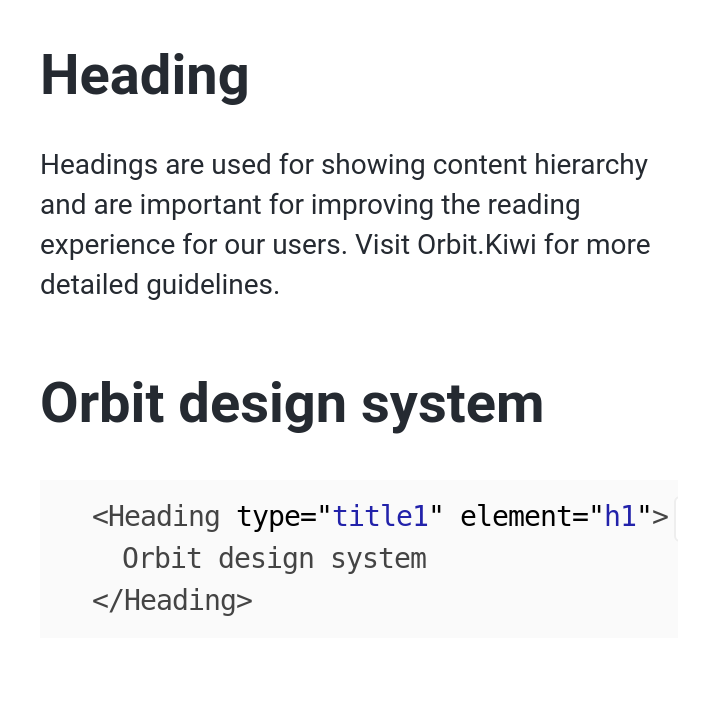 Heading
Headings are used for showing content hierarchy
and are important for improving the reading
experience for our users. Visit Orbit.Kiwi for more
detailed guidelines.
Orbit design system
<Heading type="title1" element="h1">
Orbit design system
</Heading>